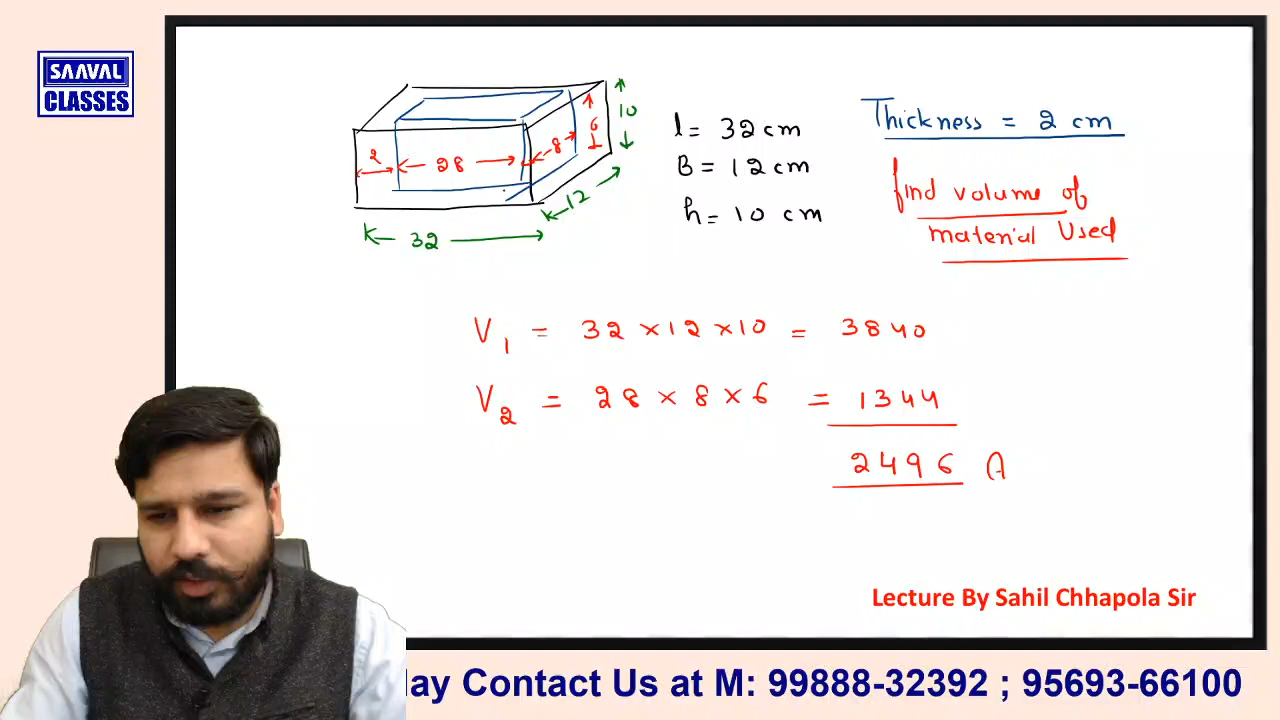 SAAVAL
CLASSES
10
6
8
2
28
12
32
l = 32 cm
B = 12 cm
h = 10 cm
Thickness = 2 cm
find volume of
material Used
V1 = 32 × 12 × 10 = 3840
V2 = 28 × 8 × 6 = 1344
2496
Lecture By Sahil Chhapola Sir
lay Contact Us at M: 99888-32392 ; 95693-66100